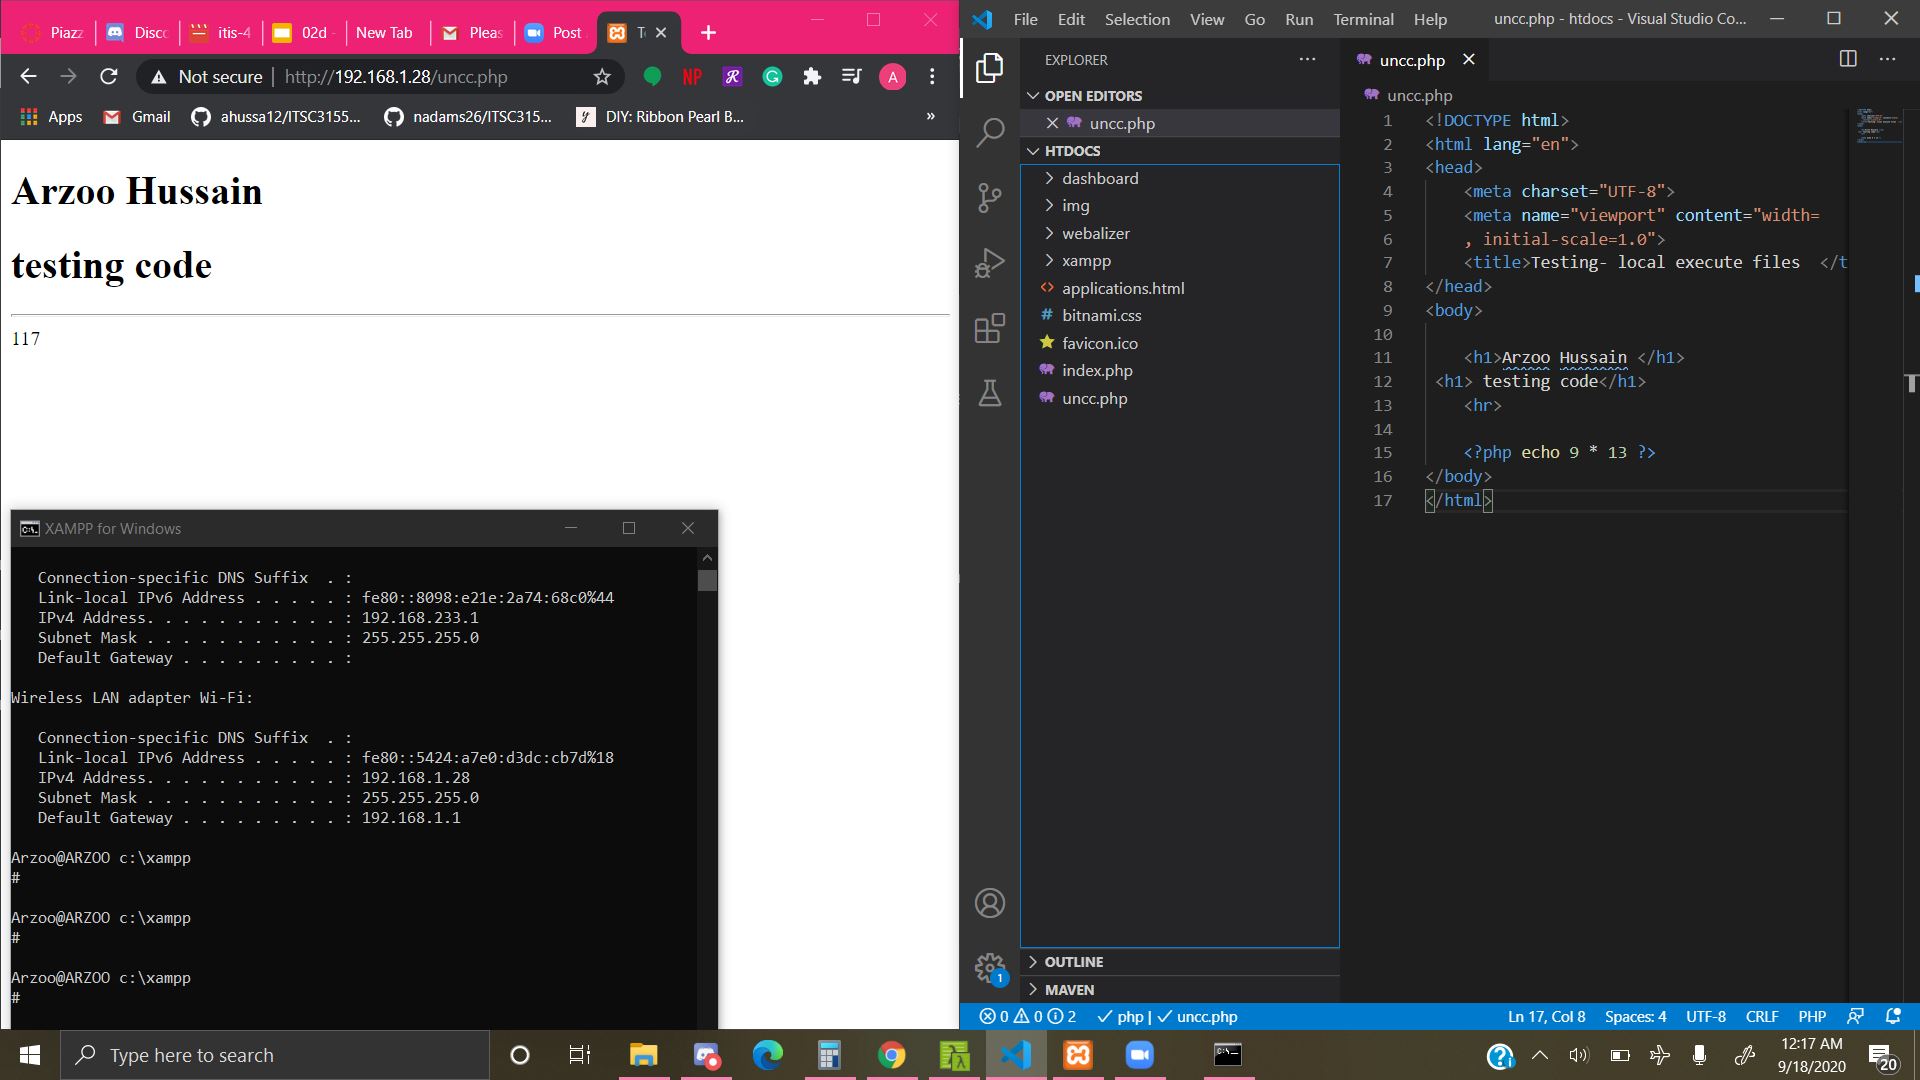 Piazz
Disco
itis-4
02d
New Tab
Pleas
Post
Te
Not secure | http://192.168.1.28/uncc.php
NP
A
Apps
Gmail
ahussa12/ITSC3155...
nadams26/ITSC315...
DIY: Ribbon Pearl B...
»
Arzoo Hussain
testing code
117
XAMPP for Windows
Connection-specific DNS Suffix  . :
Link-local IPv6 Address . . . . . : fe80::8098:e21e:2a74:68c0%44
IPv4 Address. . . . . . . . . . . : 192.168.233.1
Subnet Mask . . . . . . . . . . . : 255.255.255.0
Default Gateway . . . . . . . . . :
Wireless LAN adapter Wi-Fi:
Connection-specific DNS Suffix  . :
Link-local IPv6 Address . . . . . : fe80::5424:a7e0:d3dc:cb7d%18
IPv4 Address. . . . . . . . . . . : 192.168.1.28
Subnet Mask . . . . . . . . . . . : 255.255.255.0
Default Gateway . . . . . . . . . : 192.168.1.1
Arzoo@ARZOO c:\xampp
#
Arzoo@ARZOO c:\xampp
#
Arzoo@ARZOO c:\xampp
#
File Edit Selection View Go Run Terminal Help
uncc.php - htdocs - Visual Studio Co...
EXPLORER
OPEN EDITORS
uncc.php
HTDOCS
dashboard
img
webalizer
xampp
applications.html
bitnami.css
favicon.ico
index.php
uncc.php
OUTLINE
MAVEN
1
uncc.php
uncc.php
1 <!DOCTYPE html>
2 <html lang="en">
3 <head>
4 <meta charset="UTF-8">
5 <meta name="viewport" content="width=
6 , initial-scale=1.0">
7 <title>Testing- local execute files  </t
8 </head>
9 <body>
10
11 <h1>Arzoo Hussain </h1>
12 <h1> testing code</h1>
13 <hr>
14
15 <?php echo 9 * 13 ?>
16 </body>
17 </html>
0 0 2 php | uncc.php
Ln 17, Col 8 Spaces: 4 UTF-8 CRLF PHP
Type here to search
12:17 AM
9/18/2020
20